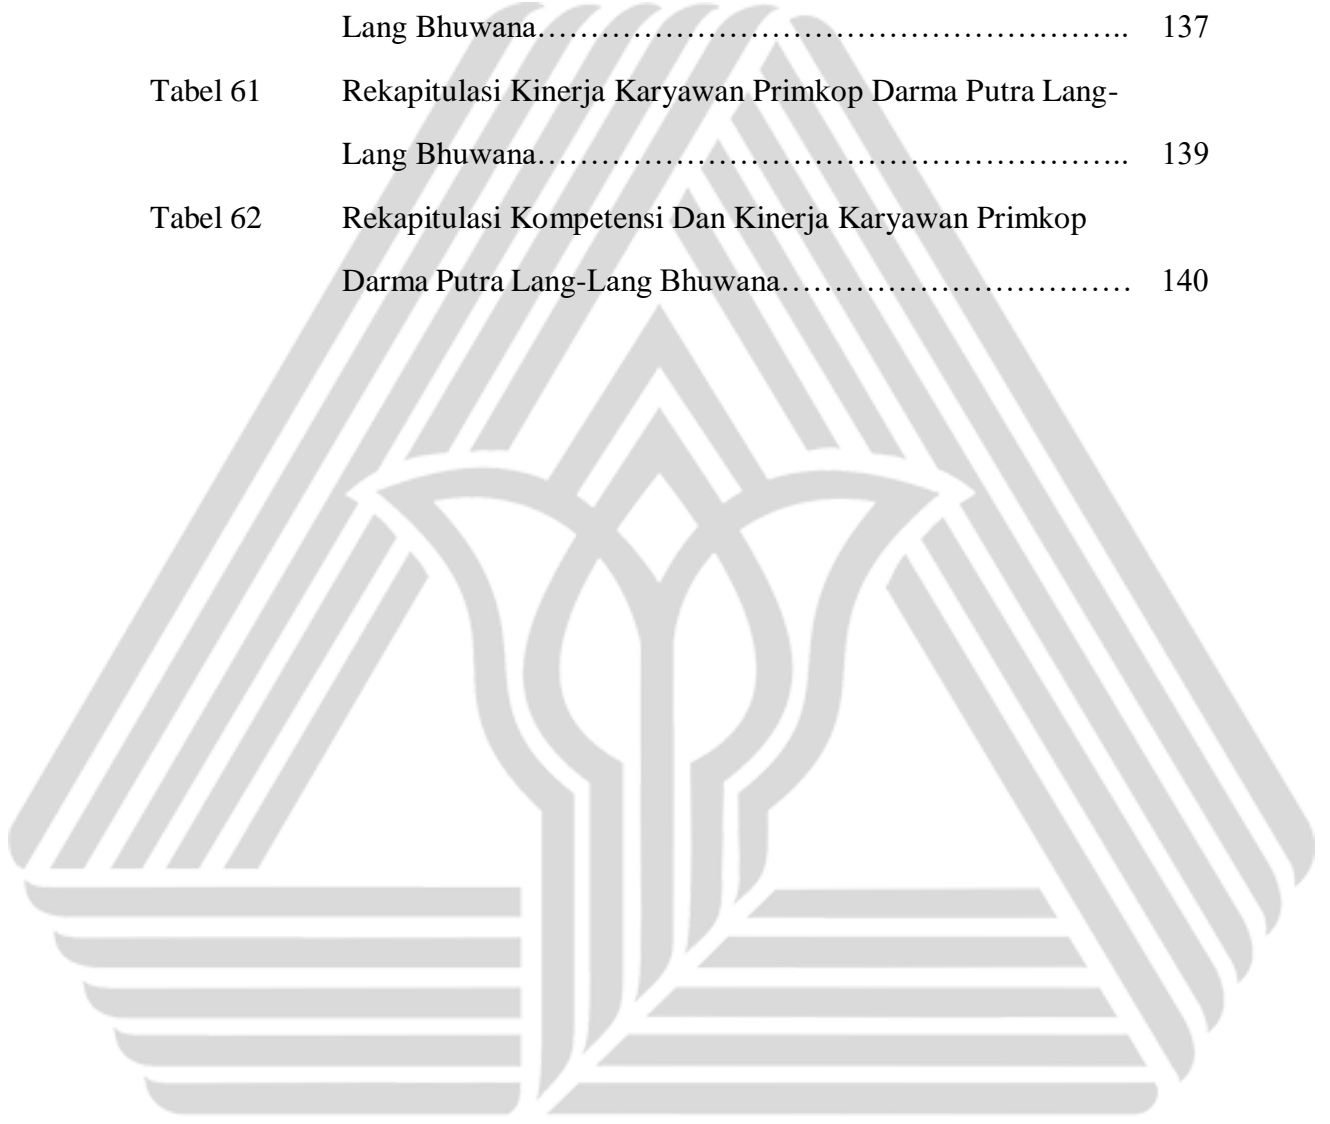 Lang Bhuwana……………………………………………….. 137
Tabel 61 Rekapitulasi Kinerja Karyawan Primkop Darma Putra Lang-
Lang Bhuwana……………………………………………….. 139
Tabel 62 Rekapitulasi Kompetensi Dan Kinerja Karyawan Primkop
Darma Putra Lang-Lang Bhuwana…………………………… 140